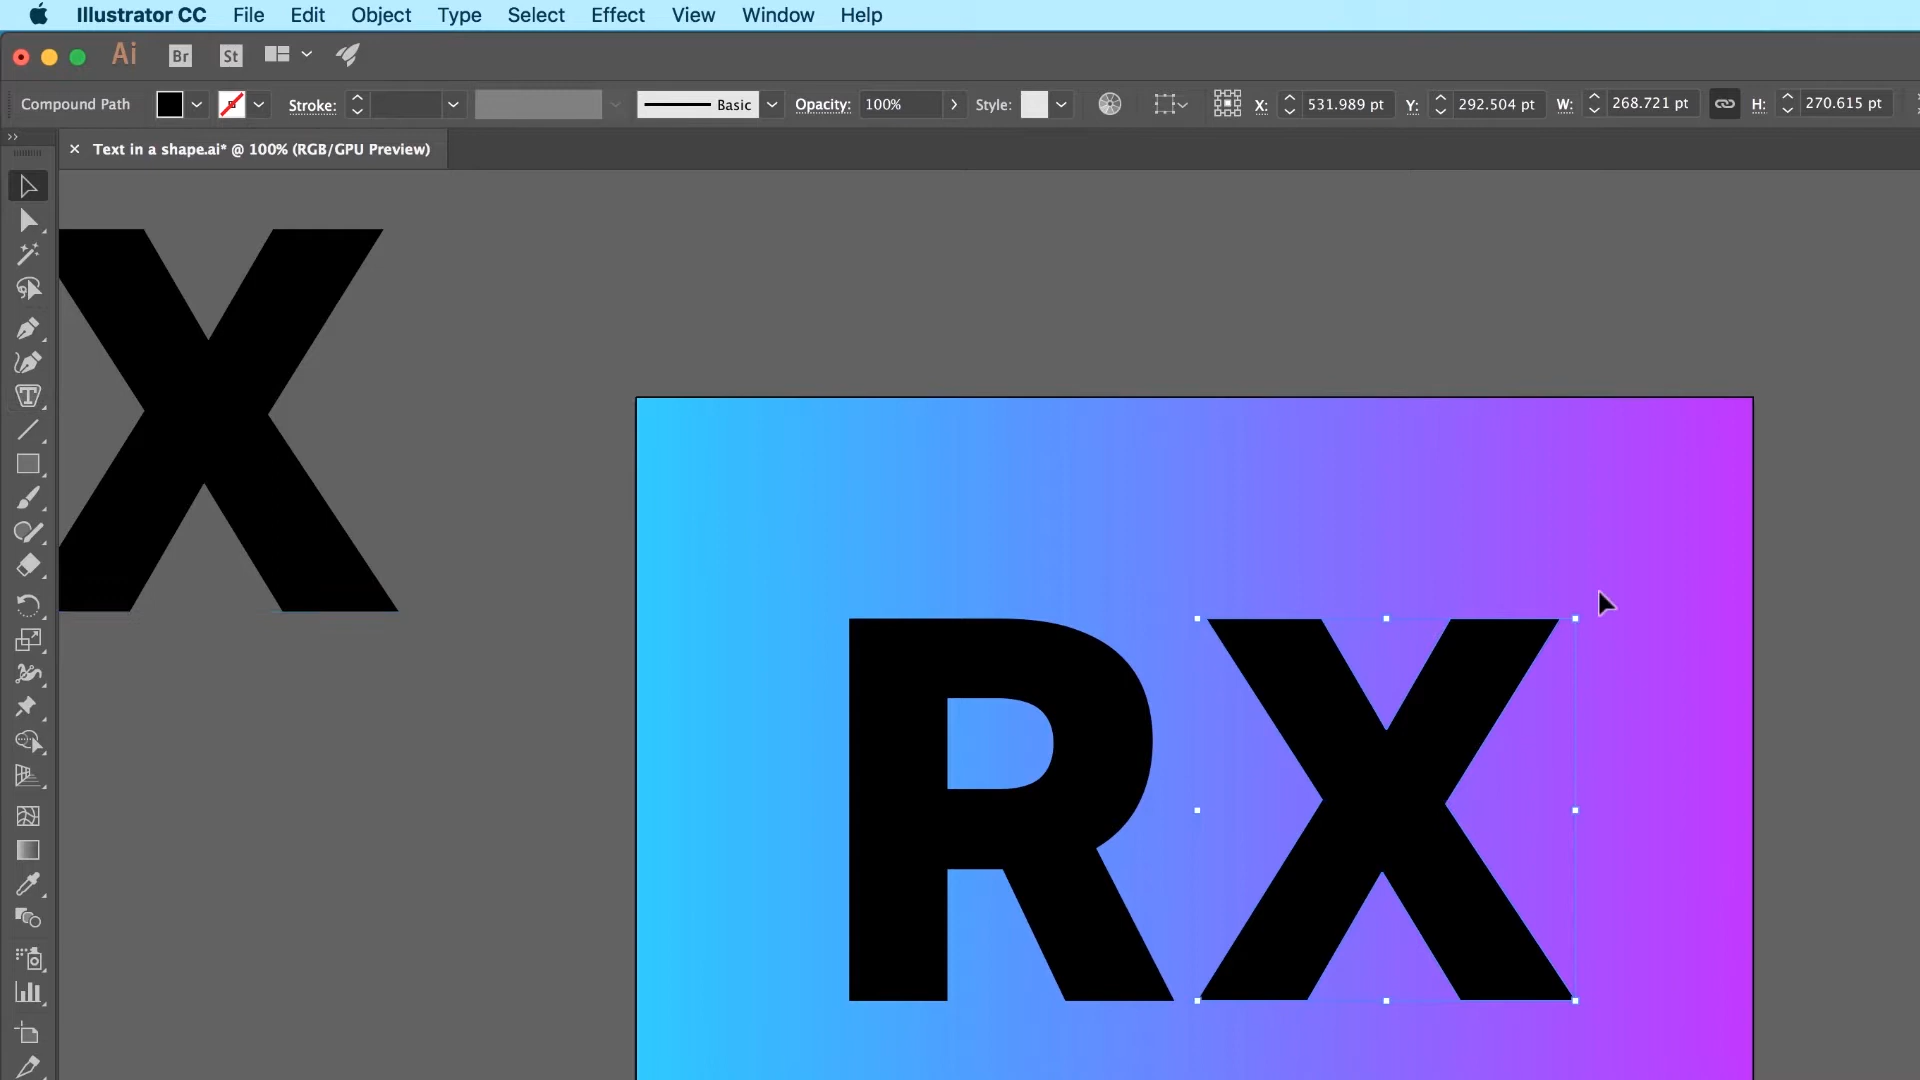 Illustrator CC File Edit Object Type Select Effect View Window Help
Ai Br St
Compound Path Stroke: Basic Opacity: 100% Style: X: 531.989 pt Y: 292.504 pt W: 268.721 pt H: 270.615 pt
× Text in a shape.ai* @ 100% (RGB/GPU Preview)
X
RX